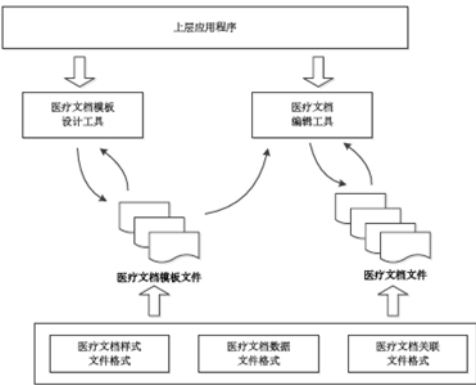 上层应用程序
医疗文档模板
设计工具
医疗文档
编辑工具
医疗文档模板文件
医疗文档文件
医疗文档样式
文件格式
医疗文档数据
文件格式
医疗文档关联
文件格式